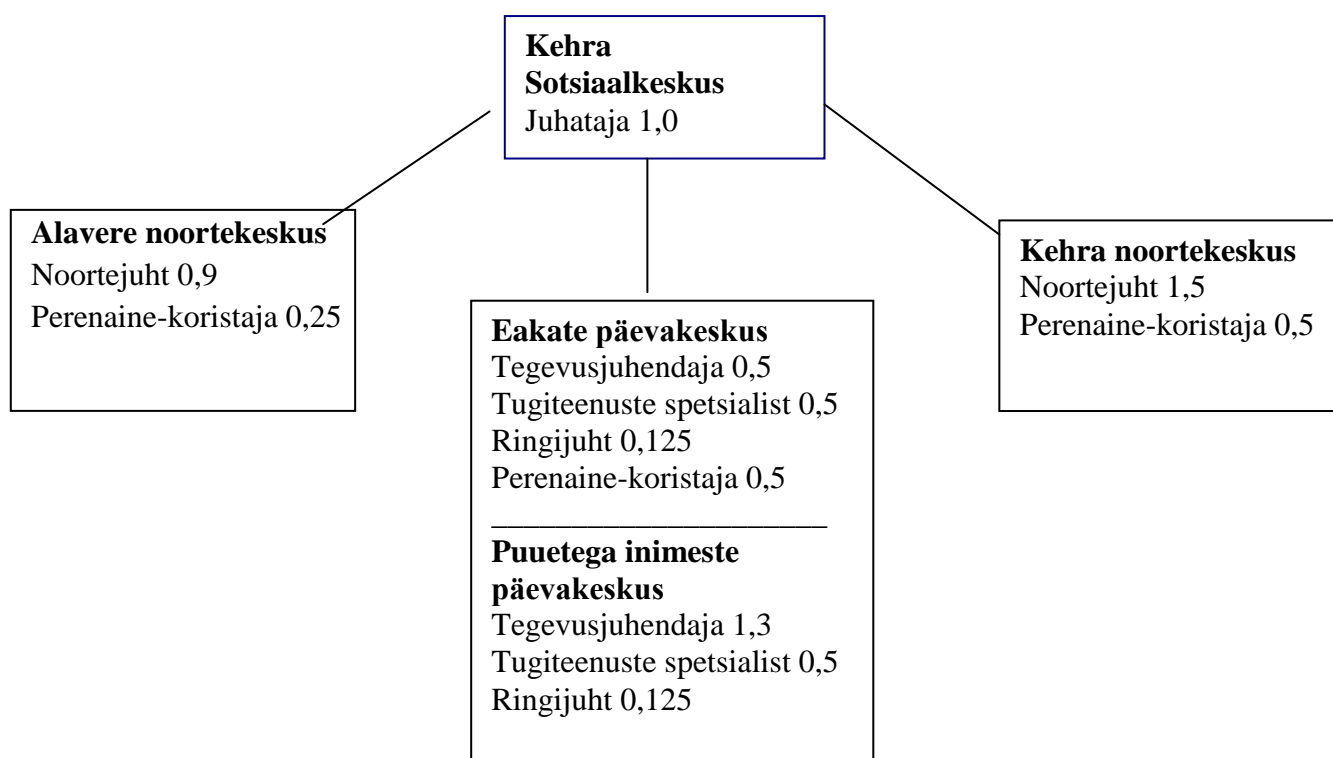 Kehra
Sotsiaalkeskus
Juhataja 1,0
Alavere noortekeskus
Noortejuht 0,9
Perenaine-koristaja 0,25
Eakate päevakeskus
Tegevusjuhendaja 0,5
Tugiteenuste spetsialist 0,5
Ringijuht 0,125
Perenaine-koristaja 0,5
_____________________
Puuetega inimeste
päevakeskus
Tegevusjuhendaja 1,3
Tugiteenuste spetsialist 0,5
Ringijuht 0,125
Kehra noortekeskus
Noortejuht 1,5
Perenaine-koristaja 0,5